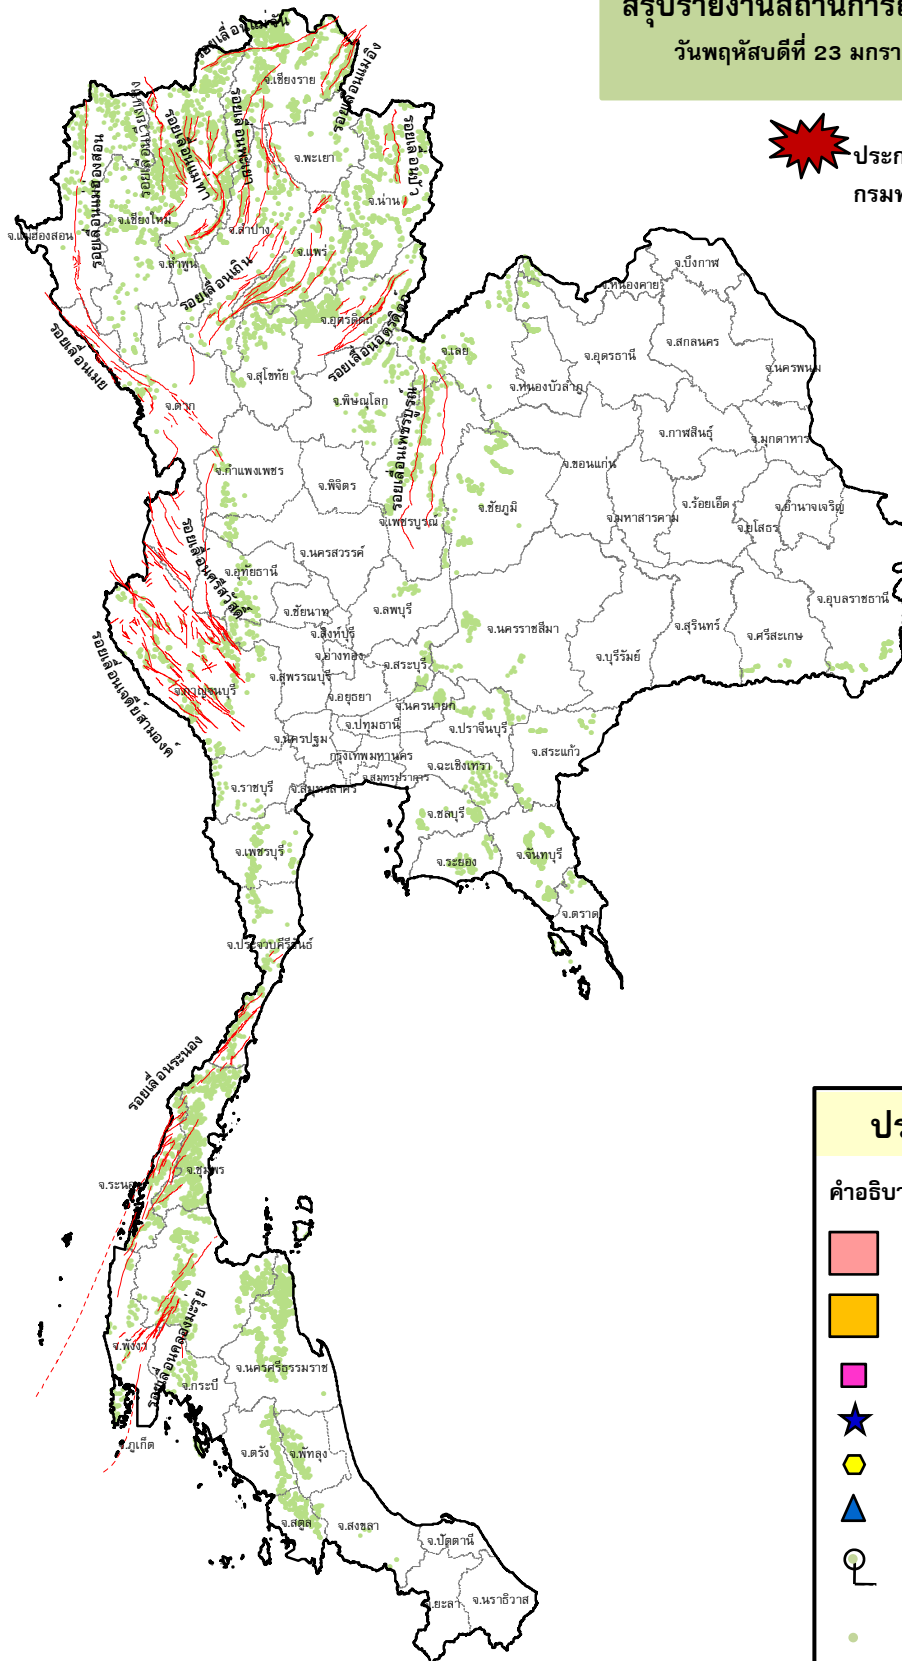 สรุปรายงานสถานการณ์
วันพฤหัสบดีที่ 23 มกรา
ประก
กรมท
รอยเลื่อนแม่จัน
รอยเลื่อนแม่อิง
จ.เชียงราย
รอยเลื่อนแม่ฮ่องสอน
รอยเลื่อนแม่ทา
รอยเลื่อนพะเยา
รอยเลื่อนปัว
จ.พะเยา
จ.น่าน
จ.แม่ฮ่องสอน
จ.เชียงใหม่
จ.ลำปาง
จ.ลำพูน
จ.แพร่
รอยเลื่อนเถิน
จ.บึงกาฬ
จ.หนองคาย
จ.อุตรดิตถ์
รอยเลื่อนอุตรดิตถ์
จ.เลย
จ.อุดรธานี
จ.สกลนคร
จ.นครพนม
รอยเลื่อนเมย
จ.สุโขทัย
จ.หนองบัวลำภู
จ.ตาก
จ.พิษณุโลก
รอยเลื่อนเพชรบูรณ์
จ.กาฬสินธุ์
จ.มุกดาหาร
จ.กำแพงเพชร
จ.พิจิตร
จ.ขอนแก่น
จ.ชัยภูมิ
จ.เพชรบูรณ์
จ.มหาสารคาม
จ.ร้อยเอ็ด
จ.ยโสธร
จ.อำนาจเจริญ
รอยเลื่อนศรีสวัสดิ์
จ.นครสวรรค์
จ.อุทัยธานี
จ.ชัยนาท
จ.ลพบุรี
จ.นครราชสีมา
จ.บุรีรัมย์
จ.สุรินทร์
จ.ศรีสะเกษ
จ.อุบลราชธานี
จ.สิงห์บุรี
จ.อ่างทอง
จ.สระบุรี
รอยเลื่อนเจดีย์สามองค์
จ.กาญจนบุรี
จ.สุพรรณบุรี
จ.อยุธยา
จ.นครนายก
จ.ปทุมธานี
จ.ปราจีนบุรี
จ.นครปฐม
กรุงเทพมหานคร
จ.สระแก้ว
จ.ฉะเชิงเทรา
จ.สมุทรปราการ
จ.ราชบุรี
จ.สมุทรสาคร
จ.ชลบุรี
จ.เพชรบุรี
จ.ระยอง
จ.จันทบุรี
จ.ตราด
จ.ประจวบคีรีขันธ์
รอยเลื่อนระนอง
จ.ชุมพร
จ.ระนอง
รอยเลื่อนคลองมะรุ่ย
จ.พังงา
จ.กระบี่
จ.นครศรีธรรมราช
จ.ภูเก็ต
จ.ตรัง
จ.พัทลุง
จ.สตูล
จ.สงขลา
จ.ปัตตานี
จ.ยะลา
จ.นราธิวาส
ปร
คำอธิบา